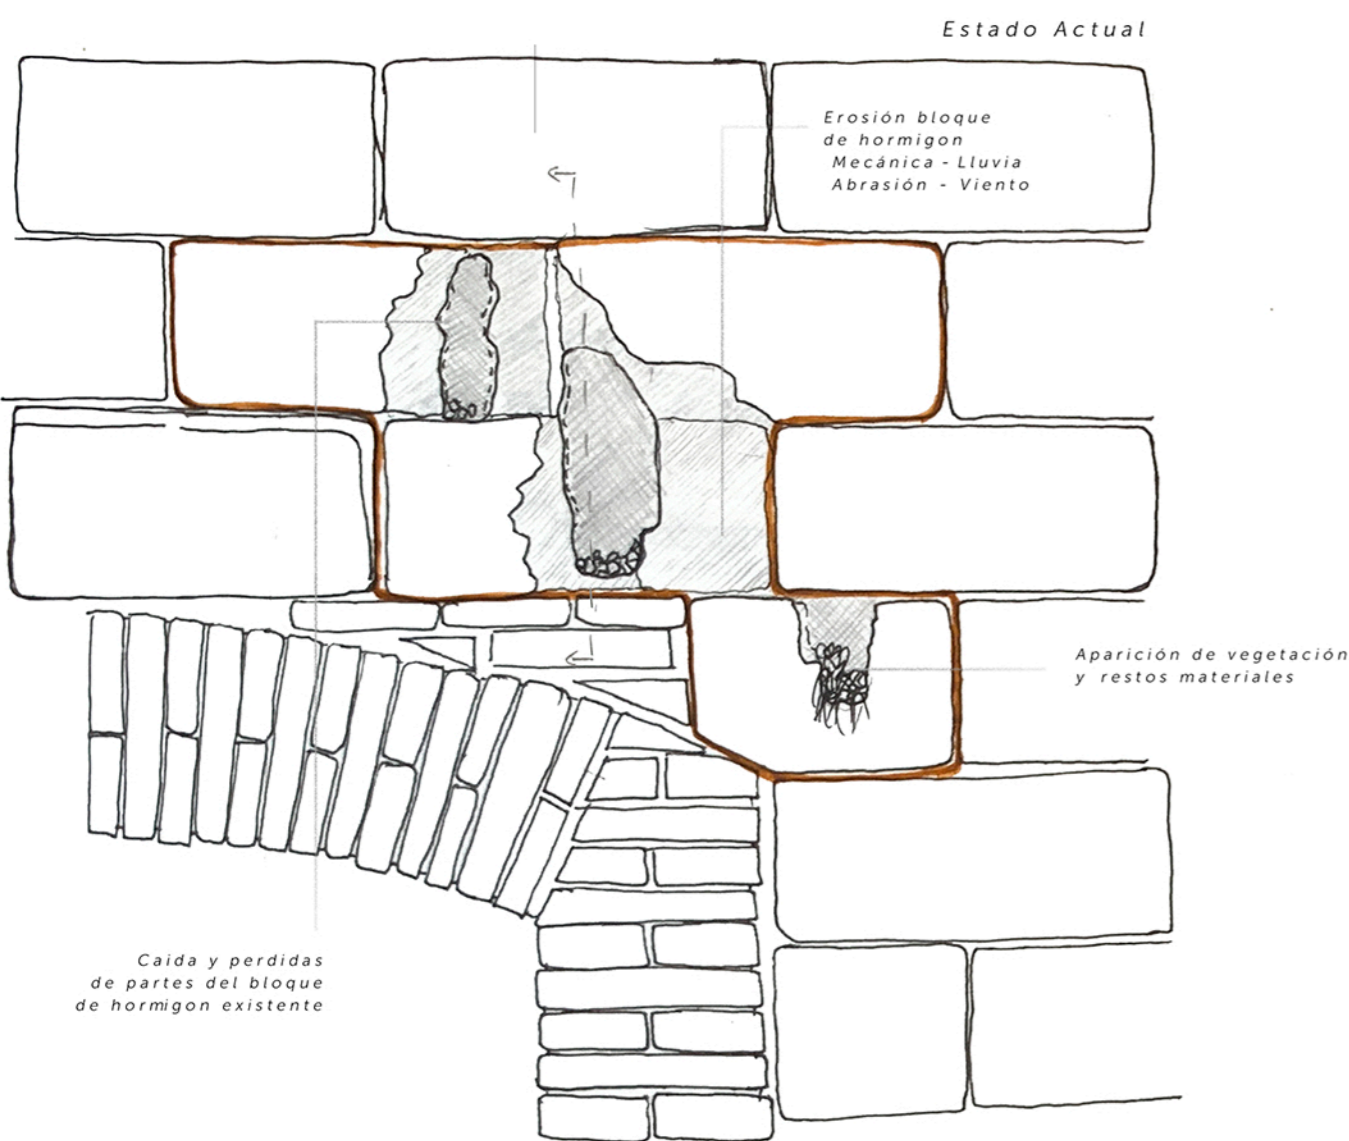 Estado Actual
Erosión bloque
de hormigon
Mecánica - Lluvia
Abrasión - Viento
Aparición de vegetación
y restos materiales
Caida y perdidas
de partes del bloque
de hormigon existente